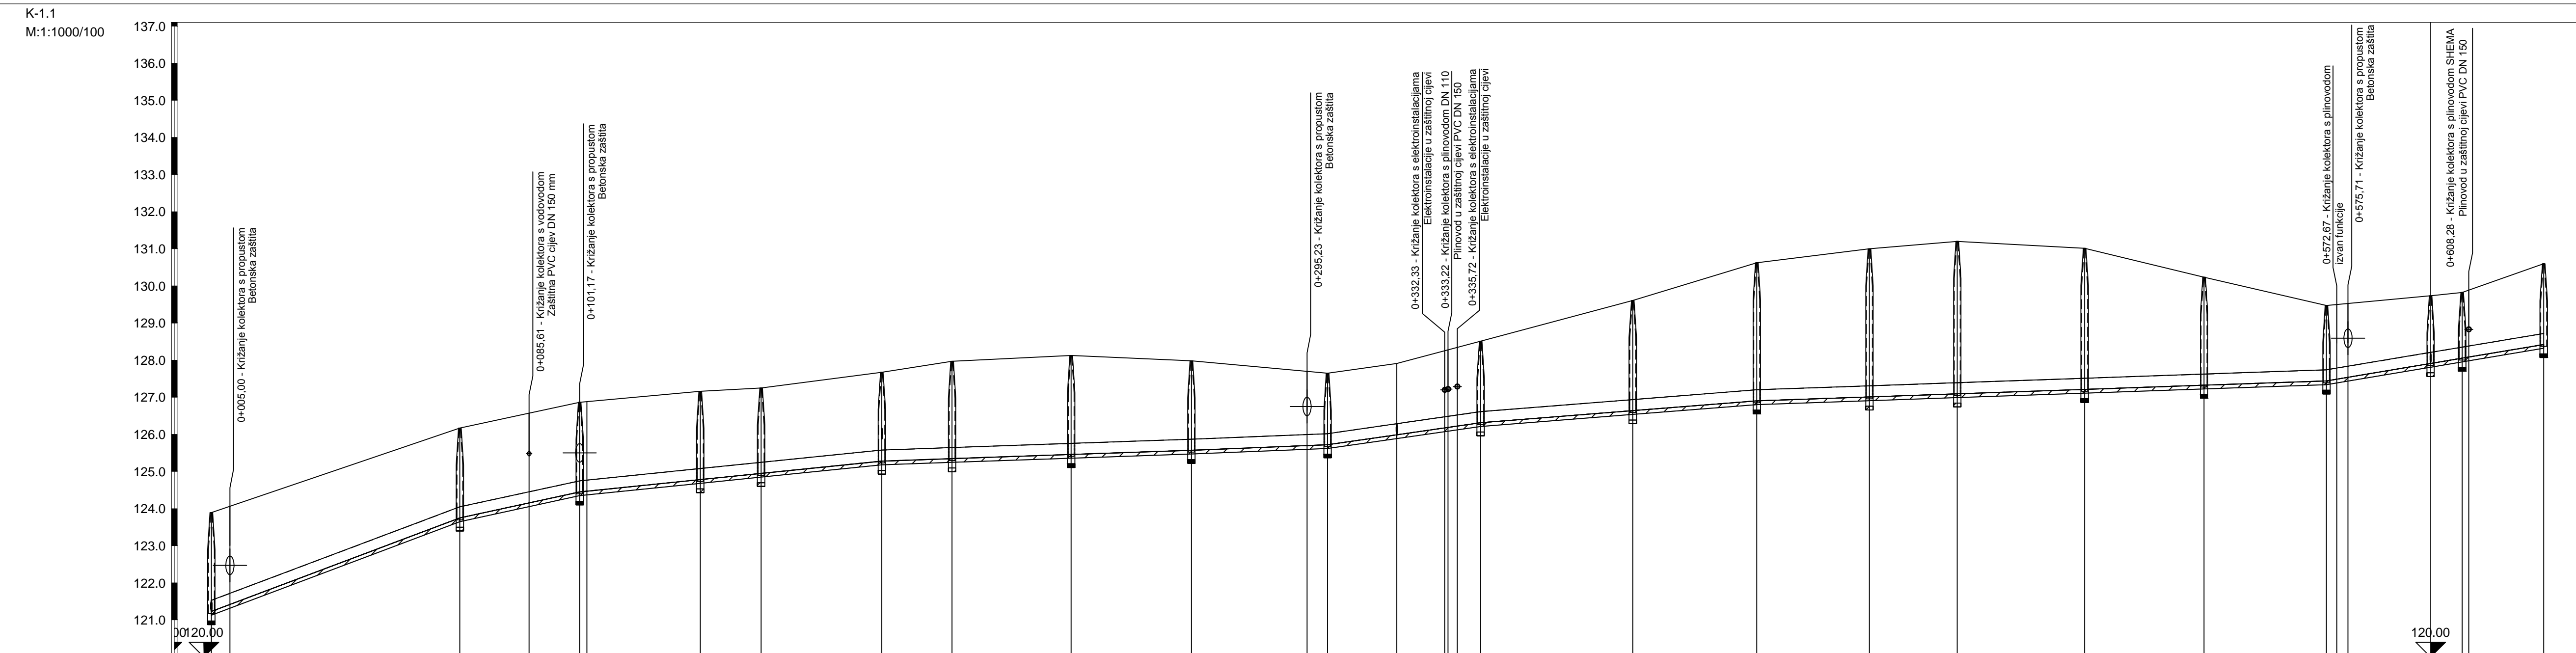 K-1.1
M:1:1000/100
137.0
136.0
135.0
134.0
133.0
132.0
131.0
130.0
129.0
128.0
127.0
126.0
125.0
124.0
123.0
122.0
121.0
120.00
0+005,00 - Križanje kolektora s propustom
Betonska zaštita
0+085,61 - Križanje kolektora s vodovodom
Zaštitna PVC cijev DN 150 mm
0+101,17 - Križanje kolektora s propustom
Betonska zaštita
0+295,23 - Križanje kolektora s propustom
Betonska zaštita
0+332,33 - Križanje kolektora s elektroinstalacijama
Elektroinstalacije u zaštitnoj cijevi
0+333,22 - Križanje kolektora s plinovodom DN 110
Plinovod u zaštitnoj cijevi PVC DN 150
0+335,72 - Križanje kolektora s elektroinstalacijama
Elektroinstalacije u zaštitnoj cijevi
0+572,67 - Križanje kolektora s plinovodom
izvan funkcije
0+575,71 - Križanje kolektora s propustom
Betonska zaštita
0+608,28 - Križanje kolektora s plinovodom SHEMA
Plinovod u zaštitnoj cijevi PVC DN 150
120.00